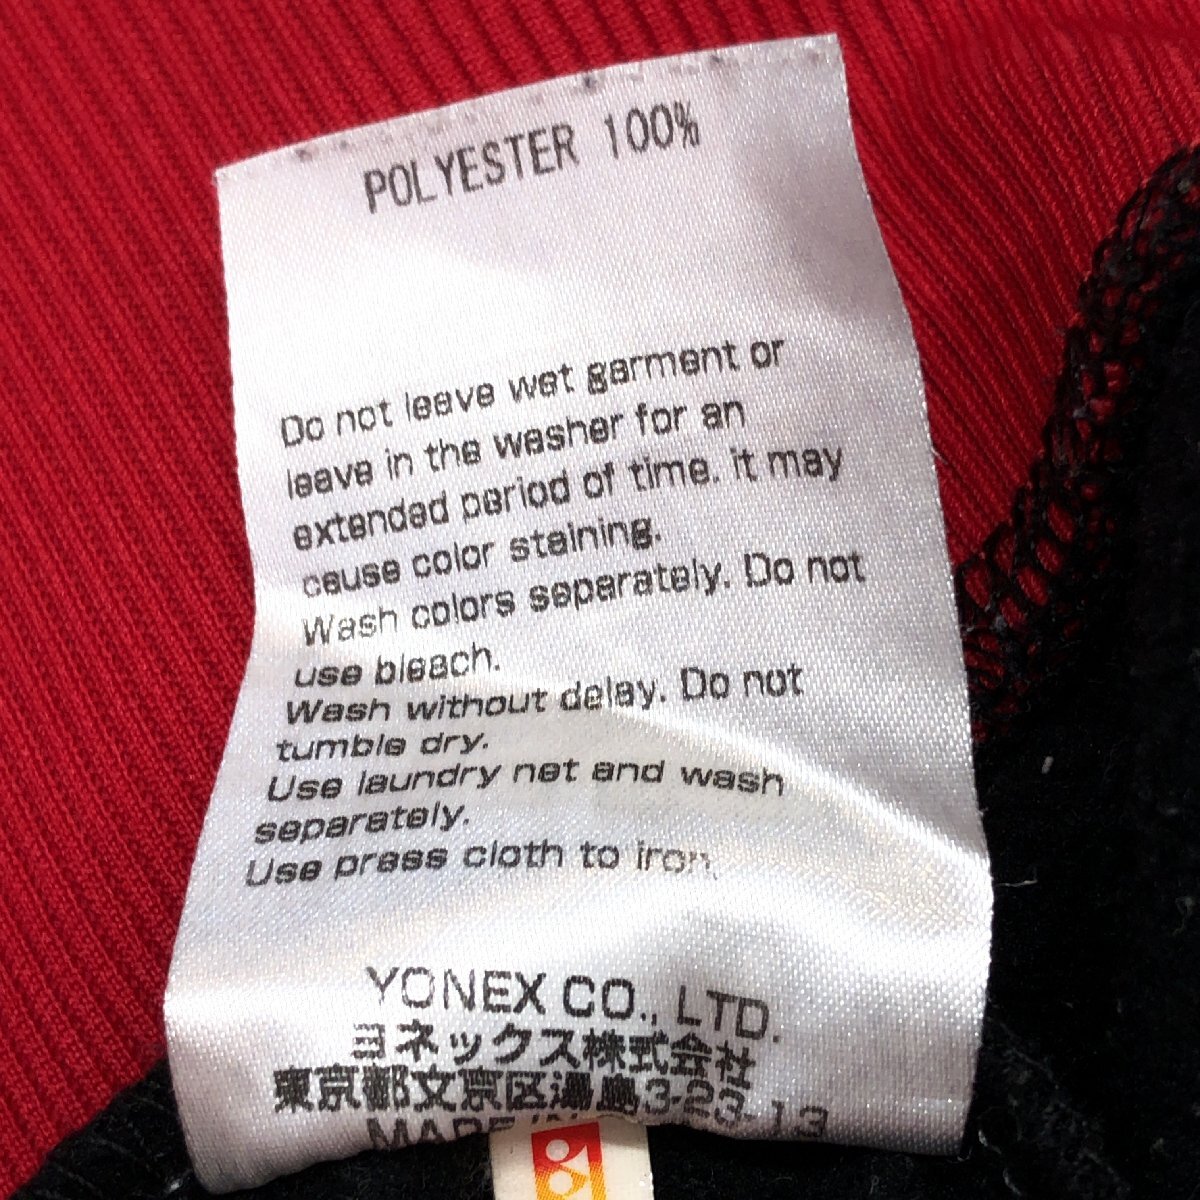 POLYESTER 100%
Do not leave wet garment or
leave in the washer for an
extended period of time. it may
cause color staining.
Wash colors separately. Do not
use bleach.
Wash without delay. Do not
tumble dry.
Use laundry net and wash
separately.
Use press cloth to iron.
YONEX CO., LTD.
ヨネックス株式会社
東京都文京区湯島3-23-13
MADE IN